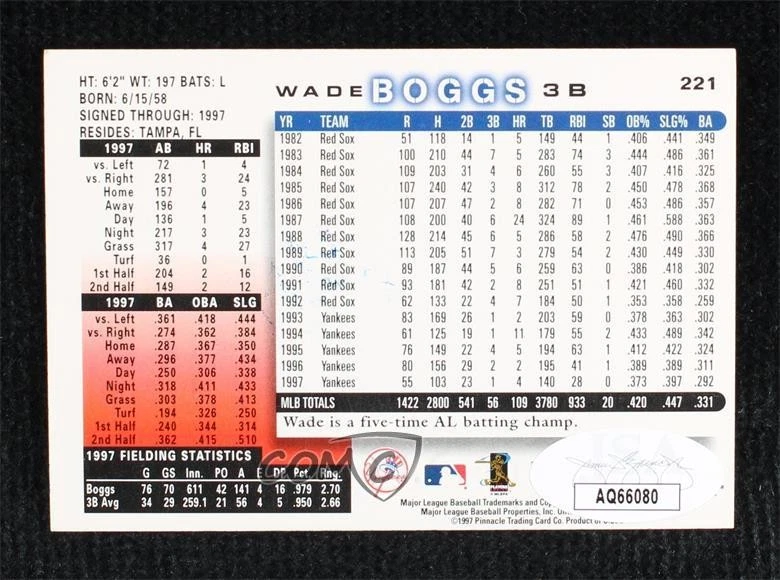 HT: 6'2" WT: 197 BATS: L
BORN: 6/15/58
SIGNED THROUGH: 1997
RESIDES: TAMPA, FL
WADE BOGGS 3B
221
1997 AB HR RBI
vs. Left 72 1 4
vs. Right 281 3 24
Home 157 0 5
Away 196 4 23
Day 136 1 5
Night 217 3 23
Grass 317 4 27
Turf 36 0 1
1st Half 204 2 16
2nd Half 149 2 12
1997 BA OBA SLG
vs. Left .361 .418 .444
vs. Right .274 .362 .384
Home .287 .367 .350
Away .296 .377 .434
Day .250 .306 .338
Night .318 .411 .433
Grass .303 .378 .413
Turf .194 .326 .250
1st Half .240 .344 .314
2nd Half .362 .415 .510
1997 FIELDING STATISTICS
G GS Inn. PO A E DP Pct. Rng.
Boggs 76 70 611 42 141 4 16 .979 2.70
3B Avg 34 29 259.1 21 56 4 5 .950 2.66
YR TEAM R H 2B 3B HR TB RBI SB OB% SLG% BA
1982 Red Sox 51 118 14 1 5 149 44 1 .406 .441 .349
1983 Red Sox 100 210 44 7 5 283 74 3 .444 .486 .361
1984 Red Sox 109 203 31 4 6 260 55 3 .407 .416 .325
1985 Red Sox 107 240 42 3 8 312 78 2 .450 .478 .368
1986 Red Sox 107 207 47 2 8 282 71 0 .453 .486 .357
1987 Red Sox 108 200 40 6 24 324 89 1 .461 .588 .363
1988 Red Sox 128 214 45 6 5 286 58 2 .476 .490 .366
1989 Red Sox 113 205 51 7 3 279 54 2 .430 .449 .330
1990 Red Sox 89 187 44 5 6 259 63 0 .386 .418 .302
1991 Red Sox 93 181 42 2 8 251 51 1 .421 .460 .332
1992 Red Sox 62 133 22 4 7 184 50 1 .353 .358 .259
1993 Yankees 83 169 26 1 2 203 59 0 .378 .363 .302
1994 Yankees 61 125 19 1 11 179 55 2 .433 .489 .342
1995 Yankees 76 149 22 4 5 194 63 1 .412 .422 .324
1996 Yankees 80 156 29 2 2 195 41 1 .389 .389 .311
1997 Yankees 55 103 23 1 4 140 28 0 .373 .397 .292
MLB TOTALS 1422 2800 541 56 109 3780 933 20 .420 .447 .331
Wade is a five-time AL batting champ.
COMC
JSA
AQ66080
Major League Baseball Trademarks and
Major League Baseball Properties, Inc.
©1997 Pinnacle Trading Card Co. Product of